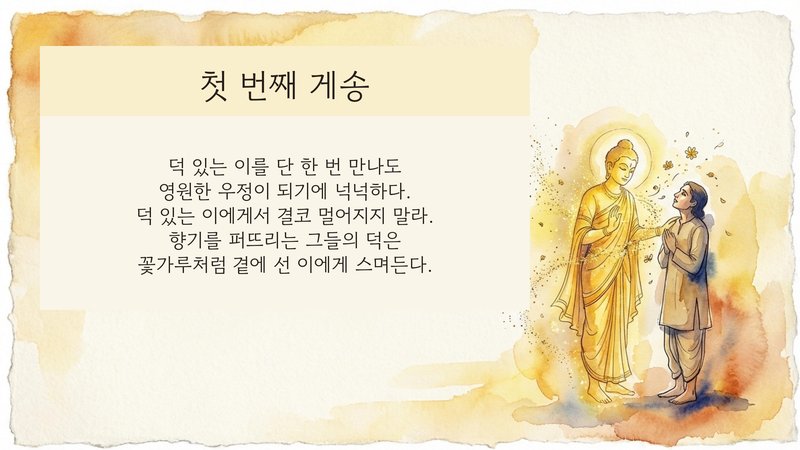 첫 번째 게송
덕 있는 이를 단 한 번 만나도
영원한 우정이 되기에 넉넉하다.
덕 있는 이에게서 결코 멀어지지 말라.
향기를 퍼뜨리는 그들의 덕은
꽃가루처럼 곁에 선 이에게 스며든다.